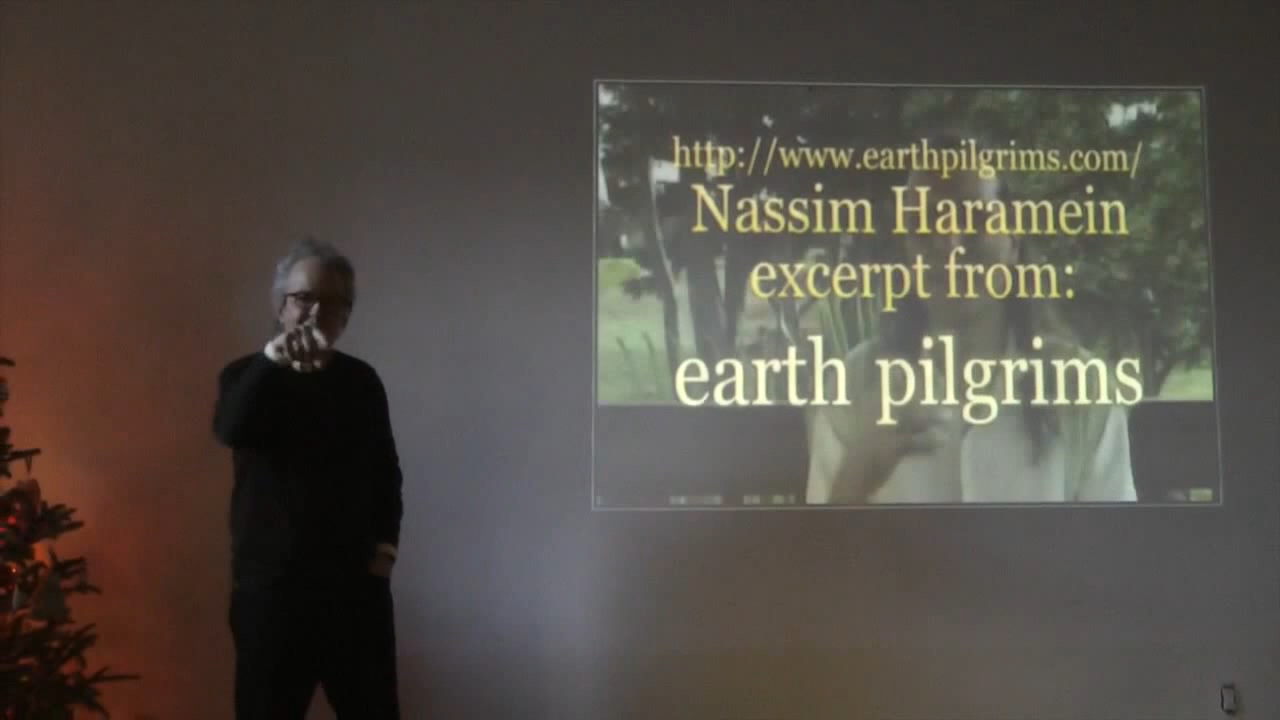 http://www.earthpilgrims.com/
Nassim Haramein
excerpt from:
earth pilgrims